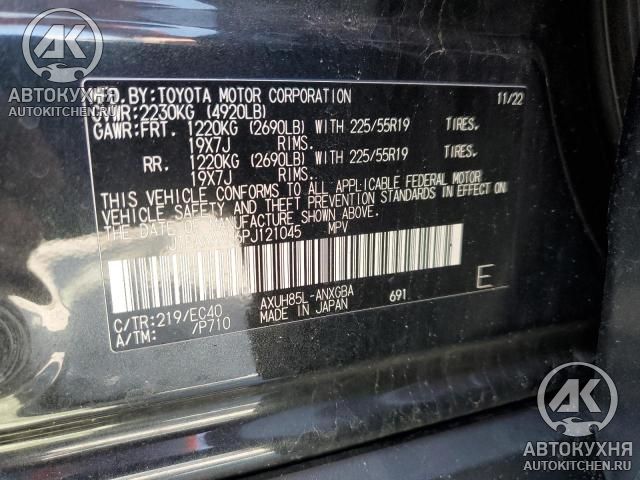 АВТОКУХНЯ
AUTOKITCHEN.RU
MFD.BY:TOYOTA MOTOR CORPORATION 11/22
GVWR:2230KG (4920LB)
GAWR:FRT. 1220KG (2690LB) WITH 225/55R19 TIRES.
19X7J RIMS.
RR. 1220KG (2690LB) WITH 225/55R19 TIRES.
19X7J RIMS.
THIS VEHICLE CONFORMS TO ALL APPLICABLE FEDERAL MOTOR
VEHICLE SAFETY AND THEFT PREVENTION STANDARDS IN EFFECT ON
THE DATE OF MANUFACTURE SHOWN ABOVE.
PJ121045 MPV
C/TR:219/EC40 AXUH85L-ANXGBA 691 E
A/TM: /P710 MADE IN JAPAN
АК
АВТОКУХНЯ
AUTOKITCHEN.RU